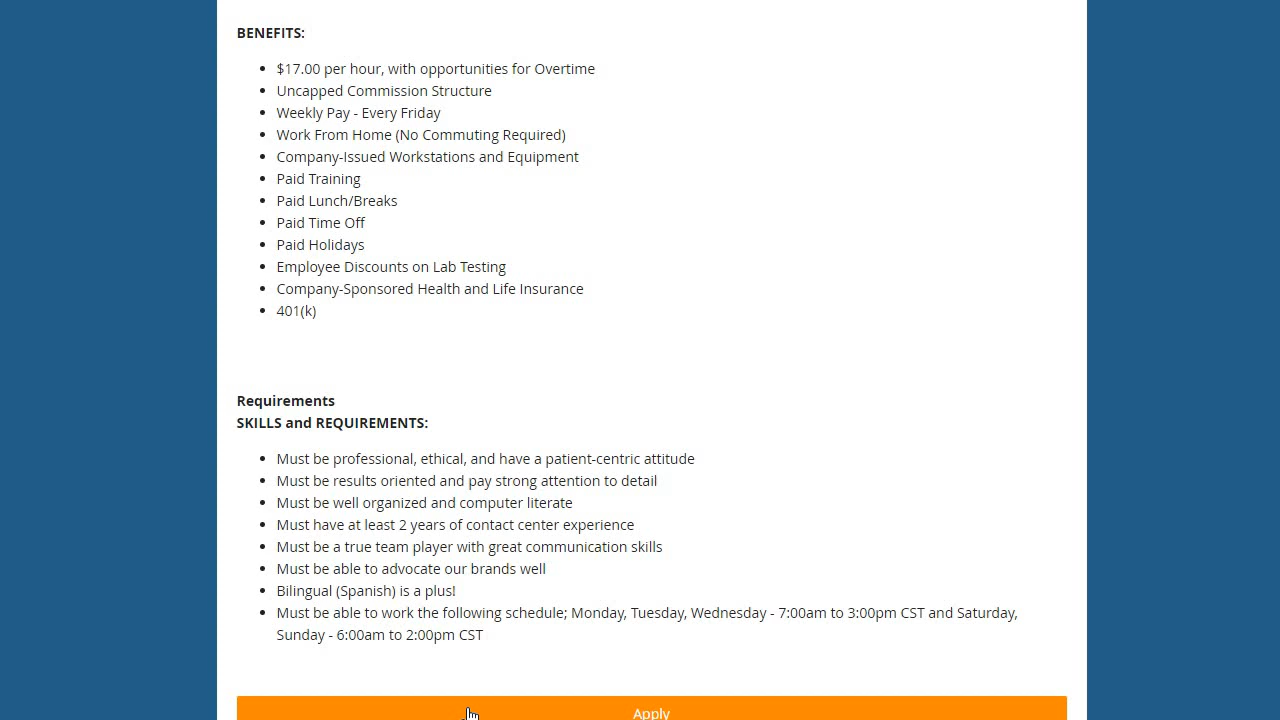 BENEFITS:
$17.00 per hour, with opportunities for Overtime
Uncapped Commission Structure
Weekly Pay - Every Friday
Work From Home (No Commuting Required)
Company-Issued Workstations and Equipment
Paid Training
Paid Lunch/Breaks
Paid Time Off
Paid Holidays
Employee Discounts on Lab Testing
Company-Sponsored Health and Life Insurance
401(k)
Requirements
SKILLS and REQUIREMENTS:
Must be professional, ethical, and have a patient-centric attitude
Must be results oriented and pay strong attention to detail
Must be well organized and computer literate
Must have at least 2 years of contact center experience
Must be a true team player with great communication skills
Must be able to advocate our brands well
Bilingual (Spanish) is a plus!
Must be able to work the following schedule; Monday, Tuesday, Wednesday - 7:00am to 3:00pm CST and Saturday,
Sunday - 6:00am to 2:00pm CST
Apply